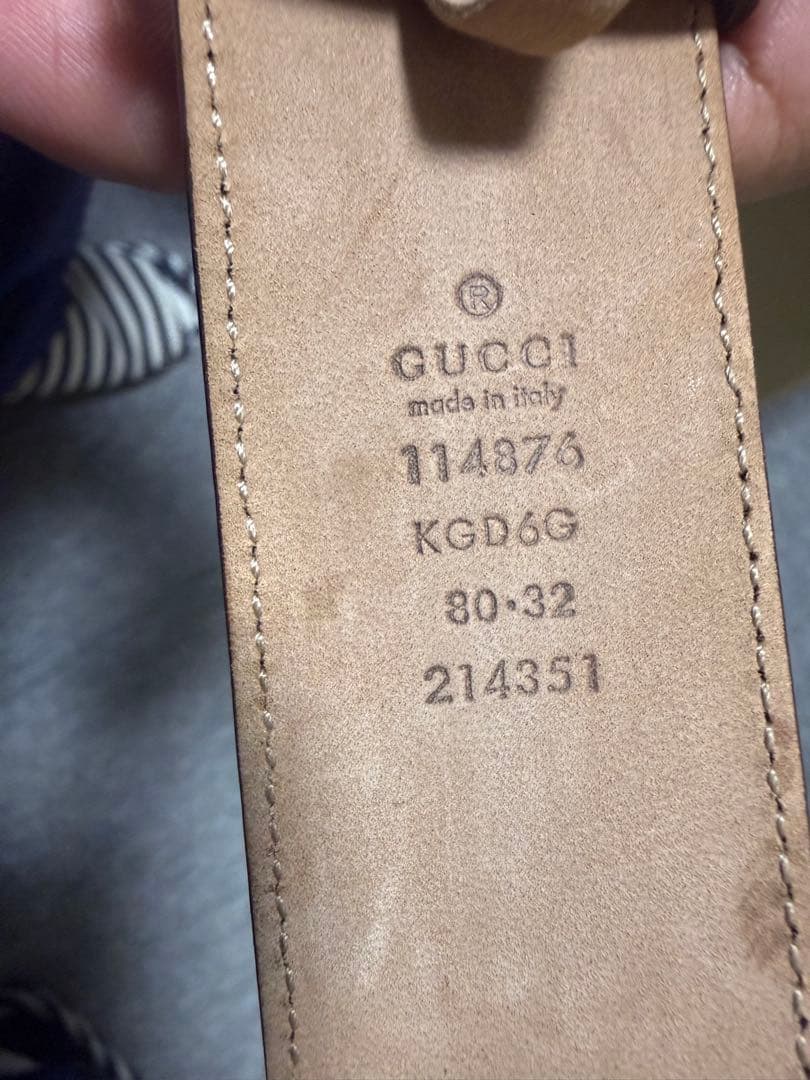 ®
GUCCI
made in italy
114876
KGD6G
80·32
214351